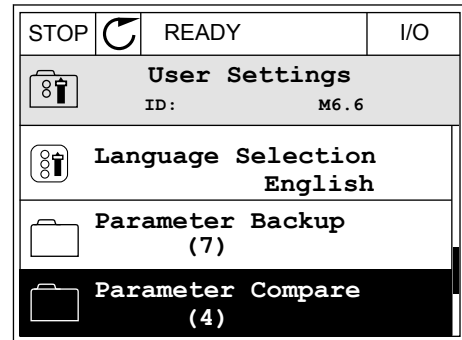 STOP READY I/O
User Settings
ID: M6.6
Language Selection
English
Parameter Backup
(7)
Parameter Compare
(4)